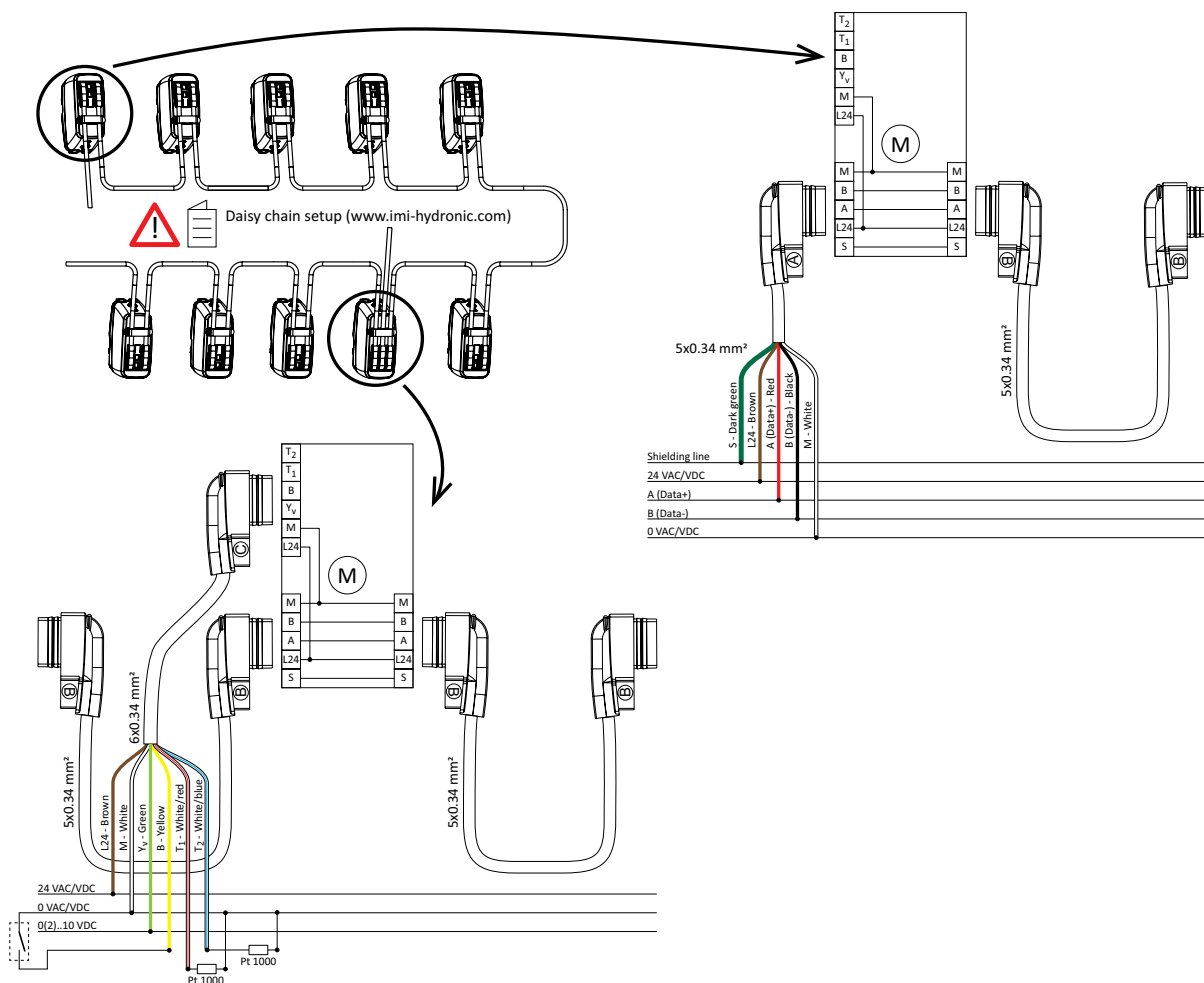 T2
T1
B
Yv
M
L24
M
M
M
B
B
A
A
L24
L24
S
S
Daisy chain setup (www.imi-hydronic.com)
A
B
B
5x0.34 mm²
5x0.34 mm²
S - Dark green
L24 - Brown
A (Data+) - Red
B (Data-) - Black
M - White
Shielding line
24 VAC/VDC
A (Data+)
B (Data-)
0 VAC/VDC
T2
T1
B
Yv
M
L24
C
M
M
M
B
B
A
A
L24
L24
S
S
B
B
B
B
6x0.34 mm²
5x0.34 mm²
5x0.34 mm²
L24 - Brown
M - White
Yv - Green
B - Yellow
T1 - White/red
T2 - White/blue
24 VAC/VDC
0 VAC/VDC
0(2)..10 VDC
Pt 1000
Pt 1000